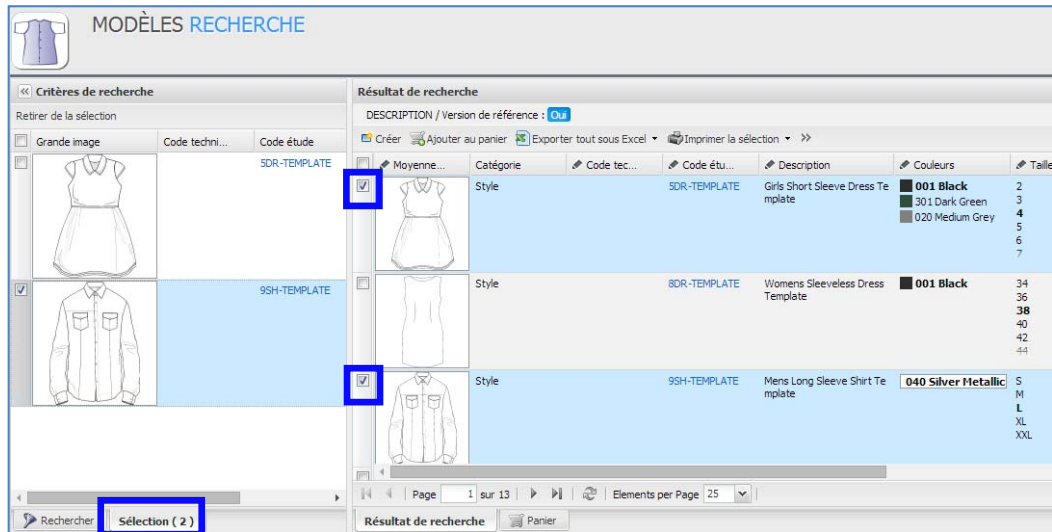 MODÈLES RECHERCHE
Critères de recherche
Retirer de la sélection
Grande image Code techni... Code étude
5DR-TEMPLATE
9SH-TEMPLATE
Rechercher Sélection ( 2 )
Résultat de recherche
DESCRIPTION / Version de référence : Oui
Créer Ajouter au panier Exporter tout sous Excel Imprimer la sélection
Moyenne... Catégorie Code tec... Code étu... Description Couleurs Taille
Style 5DR-TEMPLATE Girls Short Sleeve Dress Te 001 Black 2
mplate 301 Dark Green 3
020 Medium Grey 4
5
6
7
Style 8DR-TEMPLATE Womens Sleeveless Dress 001 Black 34
Template 36
38
40
42
44
Style 9SH-TEMPLATE Mens Long Sleeve Shirt Te 040 Silver Metallic S
mplate M
L
XL
XXL
Page 1 sur 13 Elements per Page 25
Résultat de recherche Panier